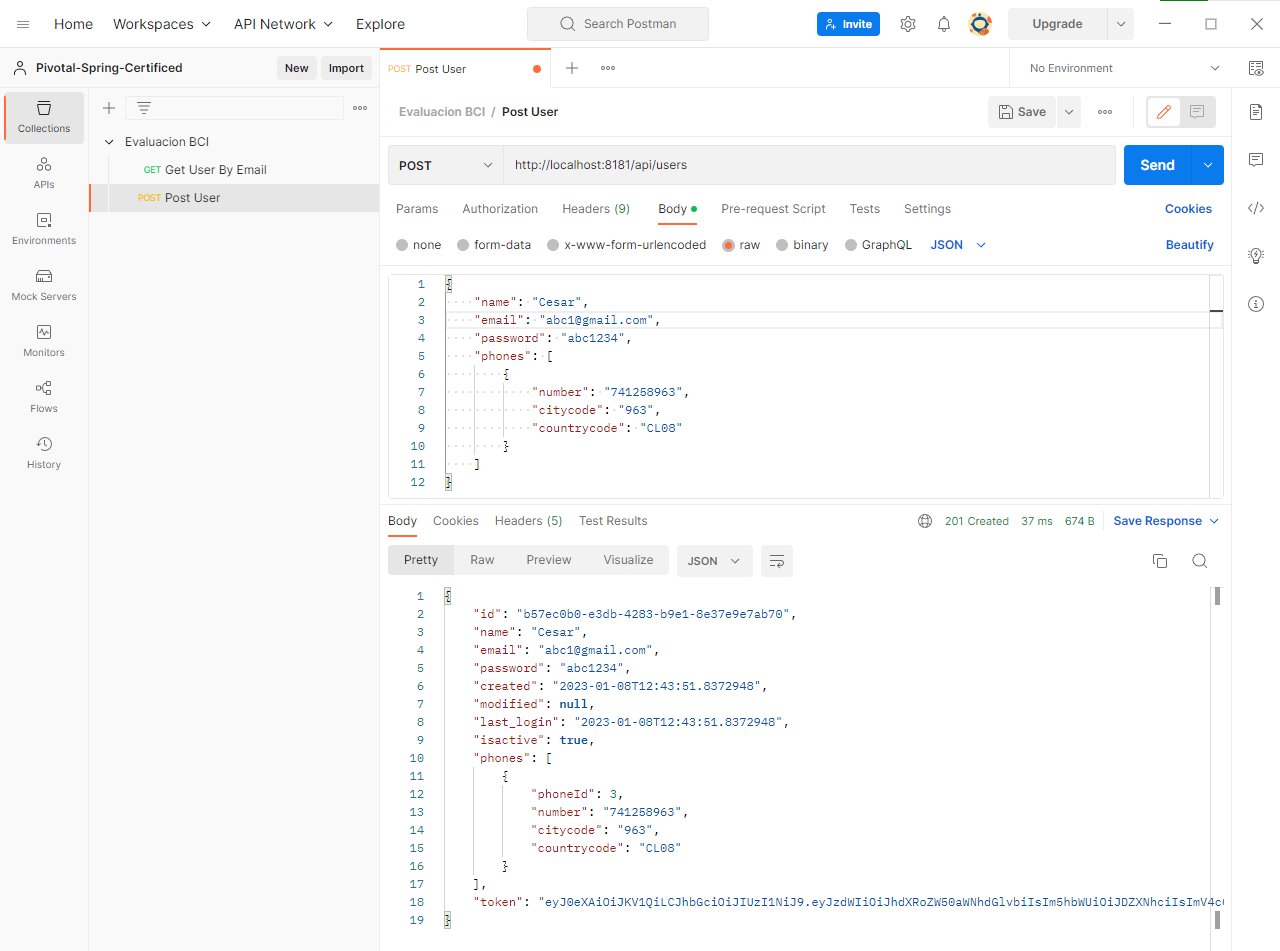 Home Workspaces API Network Explore Search Postman Invite Upgrade
Pivotal-Spring-Certificed New Import POST Post User No Environment
Collections
APIs
Environments
Mock Servers
Monitors
Flows
History
Evaluacion BCI
GET Get User By Email
POST Post User
Evaluacion BCI / Post User Save
POST http://localhost:8181/api/users Send
Params Authorization Headers (9) Body Pre-request Script Tests Settings Cookies
none form-data x-www-form-urlencoded raw binary GraphQL JSON Beautify
1 {
2 "name": "Cesar",
3 "email": "abc1@gmail.com",
4 "password": "abc1234",
5 "phones": [
6 {
7 "number": "741258963",
8 "citycode": "963",
9 "countrycode": "CL08"
10 }
11 ]
12 }
Body Cookies Headers (5) Test Results 201 Created 37 ms 674 B Save Response
Pretty Raw Preview Visualize JSON
1 {
2 "id": "b57ec0b0-e3db-4283-b9e1-8e37e9e7ab70",
3 "name": "Cesar",
4 "email": "abc1@gmail.com",
5 "password": "abc1234",
6 "created": "2023-01-08T12:43:51.8372948",
7 "modified": null,
8 "last_login": "2023-01-08T12:43:51.8372948",
9 "isactive": true,
10 "phones": [
11 {
12 "phoneId": 3,
13 "number": "741258963",
14 "citycode": "963",
15 "countrycode": "CL08"
16 }
17 ],
18 "token": "eyJ0eXAiOiJKV1QiLCJhbGciOiJIUzI1NiJ9.eyJzdWIiOiJhdXRoZW50aWNhdGlvbiIsIm5hbWUiOiJDZXNhciIsImV4c
19 }